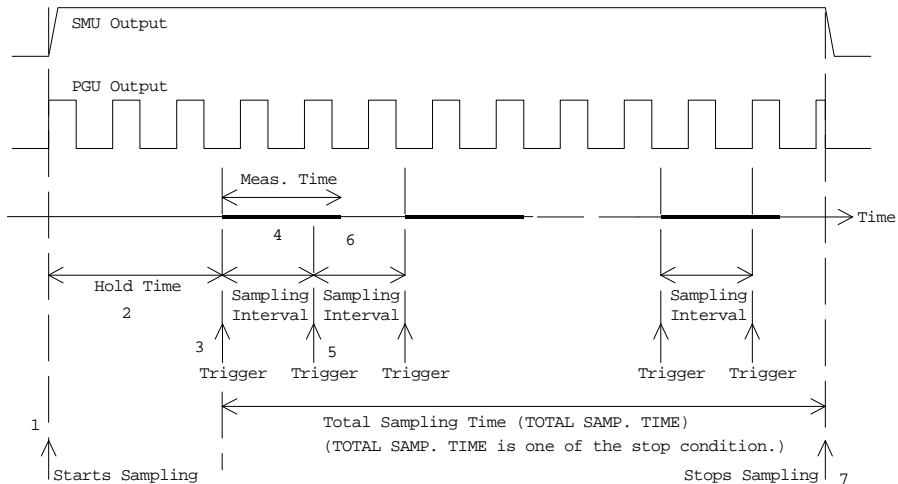 SMU Output
PGU Output
Meas. Time
Time
4
6
Hold Time
2
Sampling Interval
Sampling Interval
Sampling Interval
3
5
Trigger
Trigger
Trigger
Trigger
Trigger
Total Sampling Time (TOTAL SAMP. TIME)
(TOTAL SAMP. TIME is one of the stop condition.)
1
Starts Sampling
Stops Sampling
7